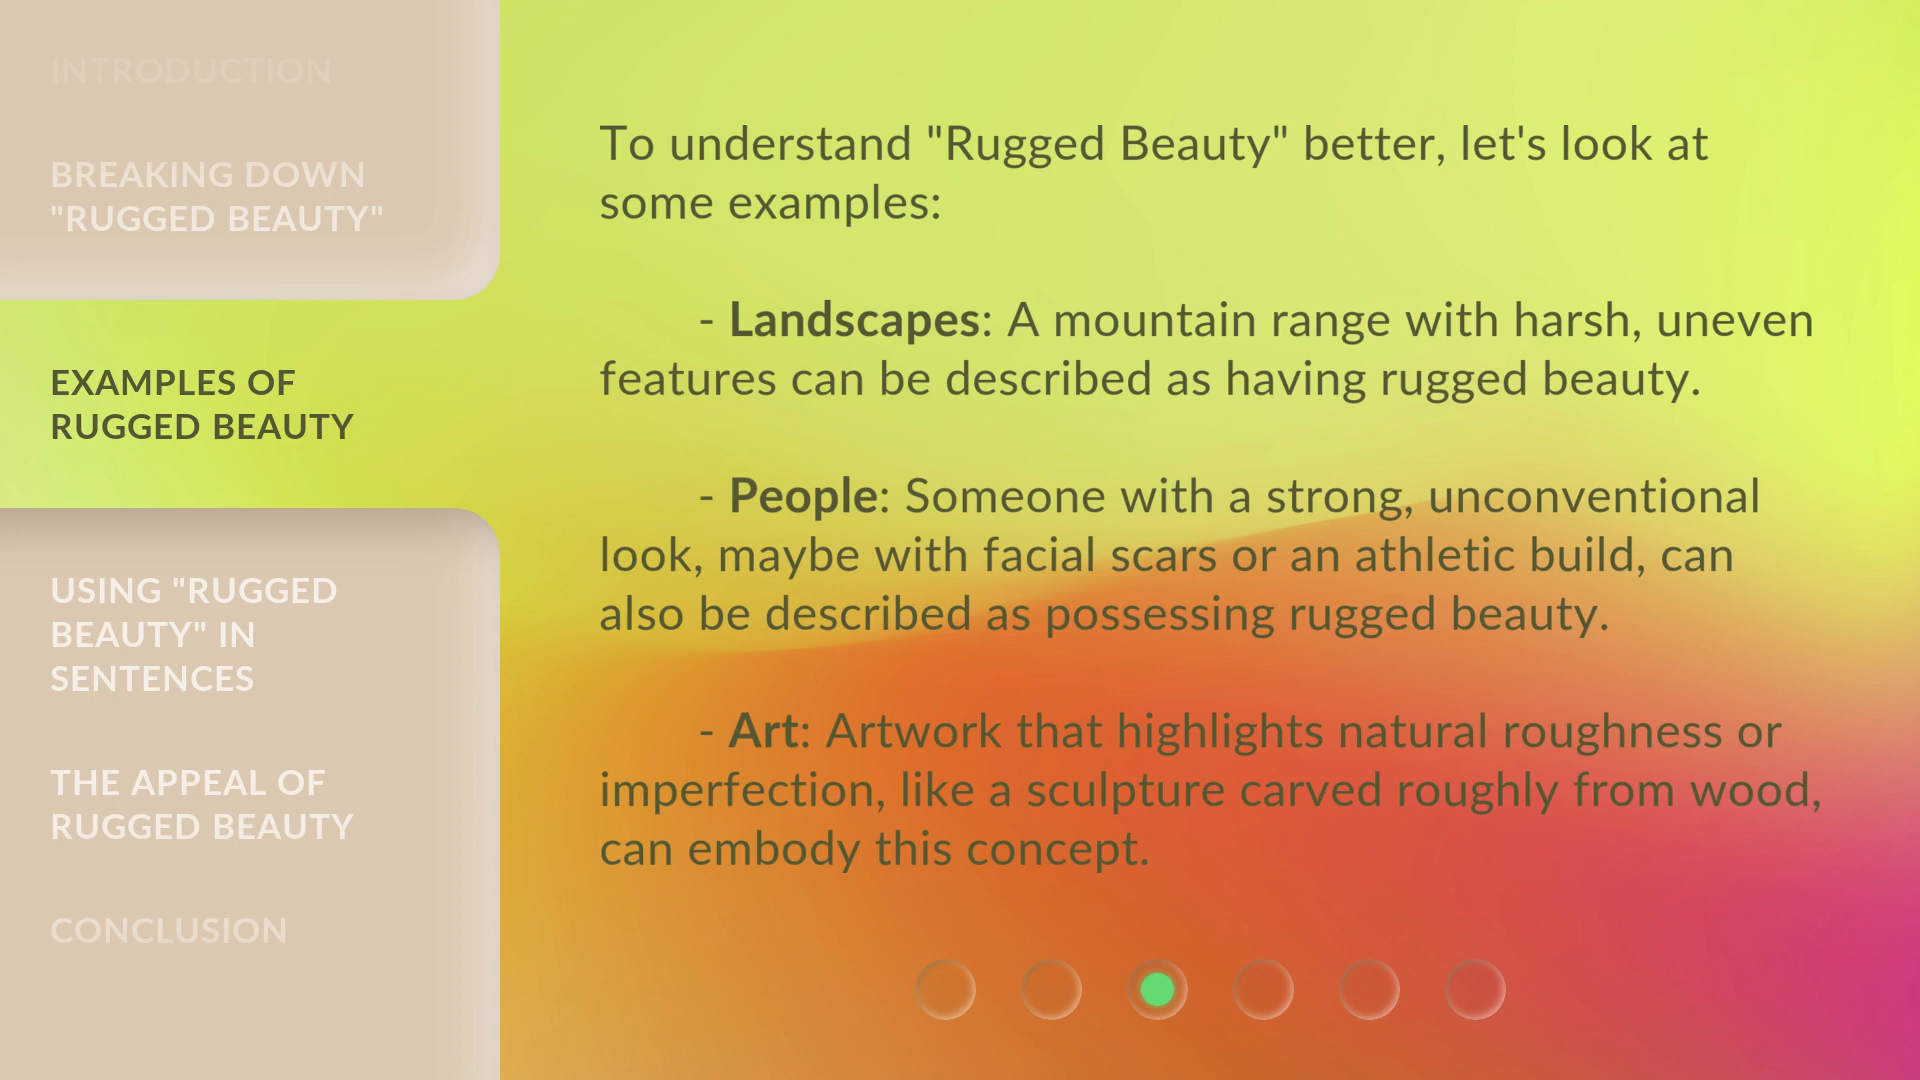 INTRODUCTION
BREAKING DOWN
"RUGGED BEAUTY"
EXAMPLES OF
RUGGED BEAUTY
USING "RUGGED
BEAUTY" IN
SENTENCES
THE APPEAL OF
RUGGED BEAUTY
CONCLUSION
To understand "Rugged Beauty" better, let's look at
some examples:
- Landscapes: A mountain range with harsh, uneven
features can be described as having rugged beauty.
- People: Someone with a strong, unconventional
look, maybe with facial scars or an athletic build, can
also be described as possessing rugged beauty.
- Art: Artwork that highlights natural roughness or
imperfection, like a sculpture carved roughly from wood,
can embody this concept.